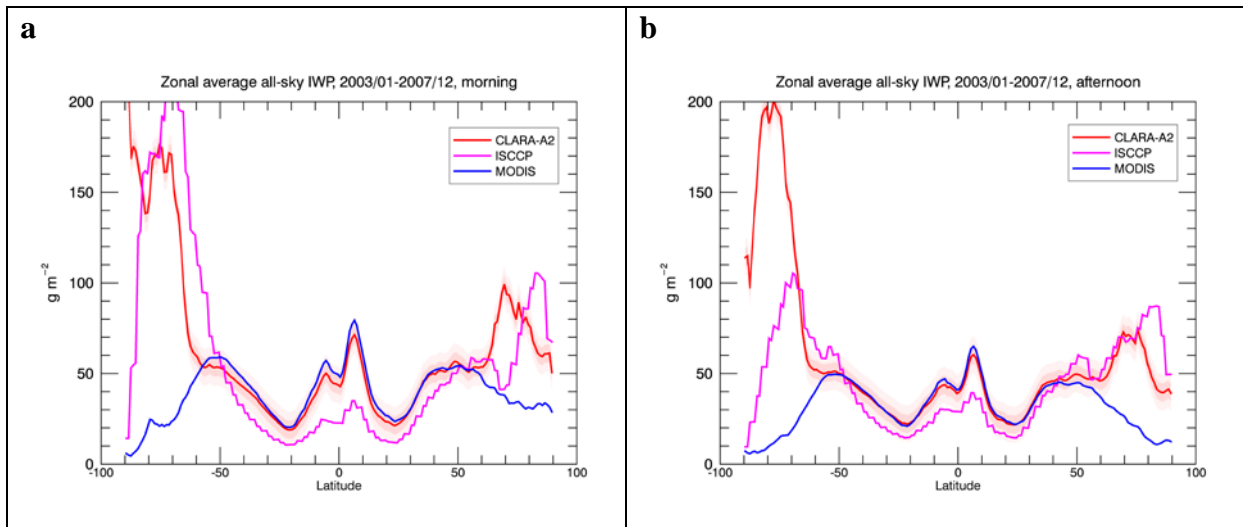 a
Zonal average all-sky IWP, 2003/01-2007/12, morning
200
150
100
50
0
g m⁻²
CLARA-A2
ISCCP
MODIS
-100
-50
0
50
100
Latitude
b
Zonal average all-sky IWP, 2003/01-2007/12, afternoon
200
150
100
50
0
g m⁻²
CLARA-A2
ISCCP
MODIS
-100
-50
0
50
100
Latitude